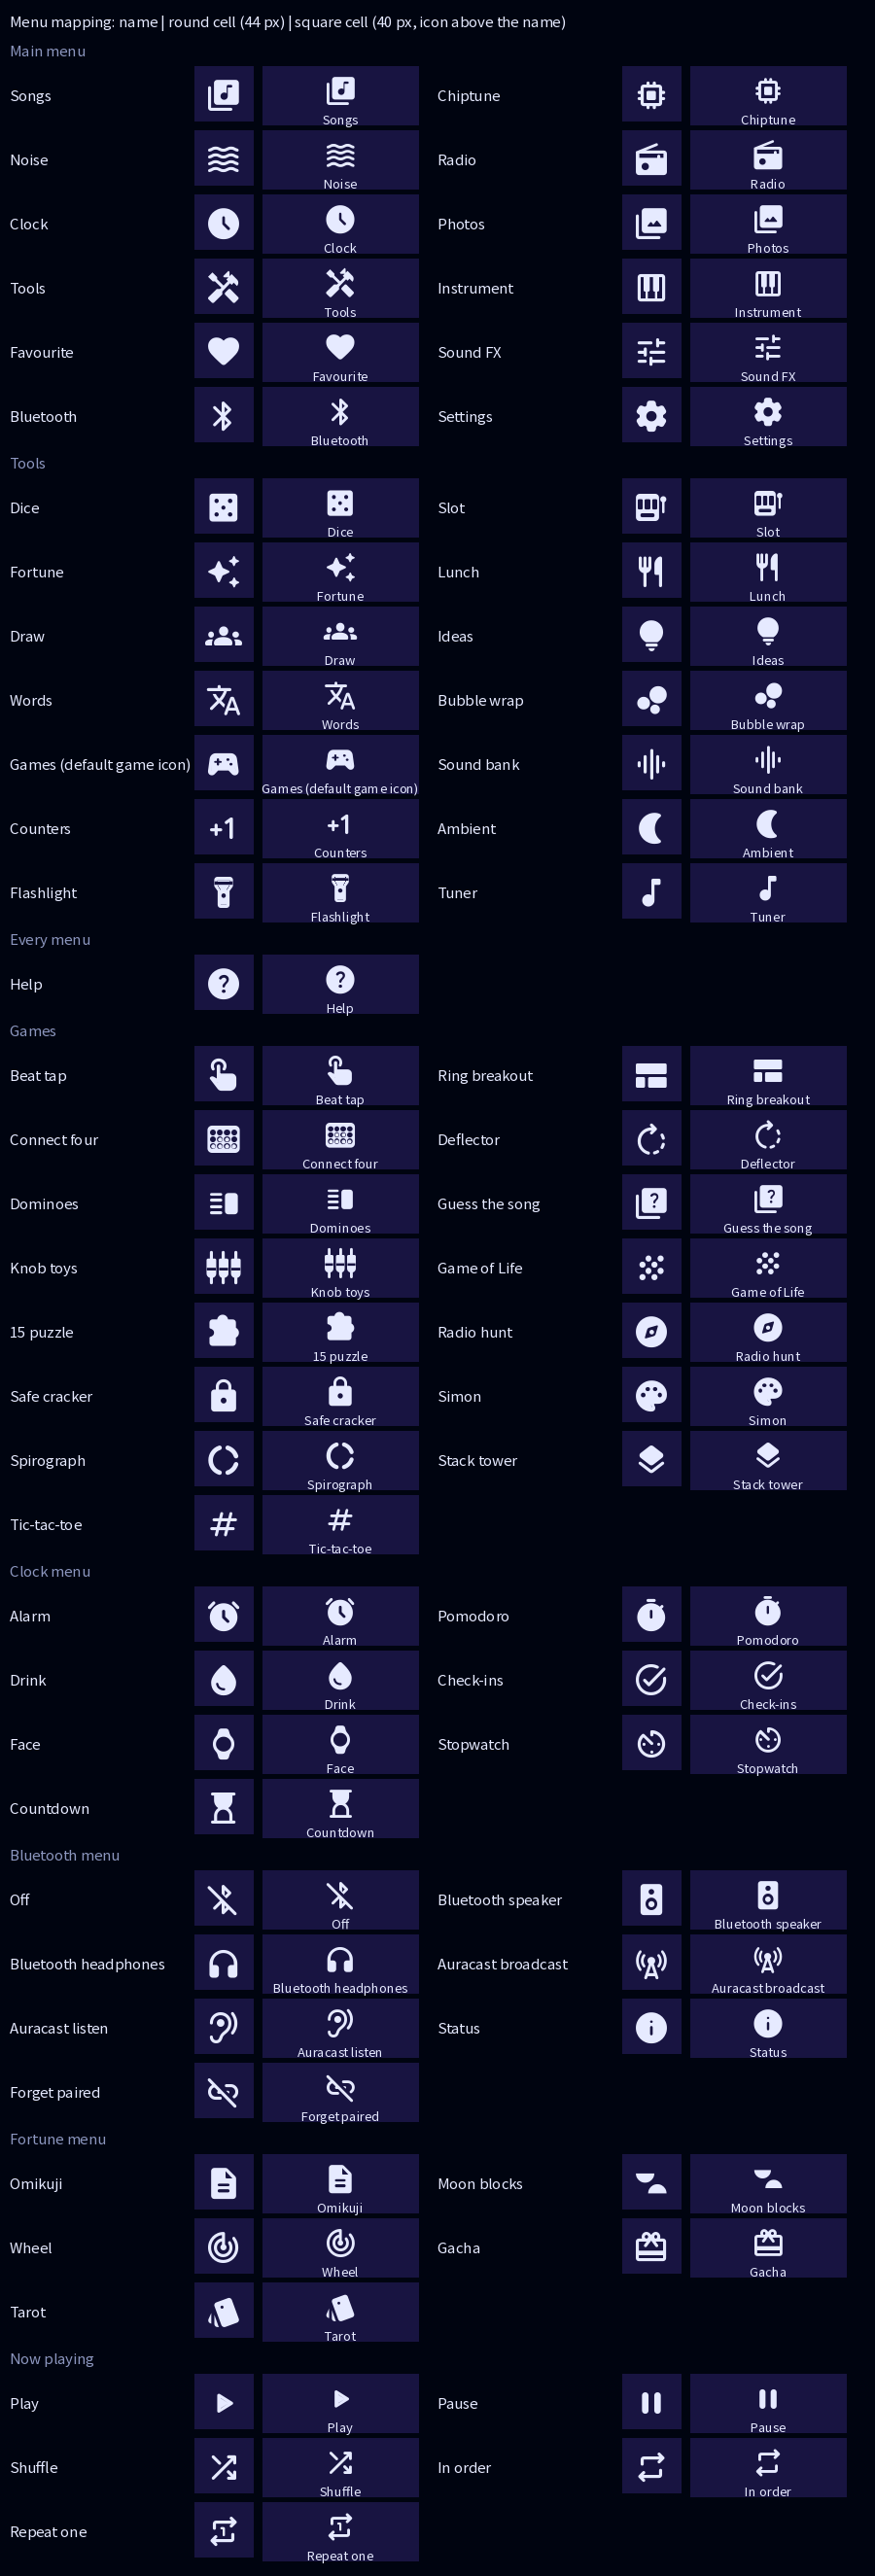 Menu mapping: name | round cell (44 px) | square cell (40 px, icon above the name)
Main menu
Songs Songs Chiptune Chiptune
Noise Noise Radio Radio
Clock Clock Photos Photos
Tools Tools Instrument Instrument
Favourite Favourite Sound FX Sound FX
Bluetooth Bluetooth Settings Settings
Tools
Dice Dice Slot Slot
Fortune Fortune Lunch Lunch
Draw Draw Ideas Ideas
Words Words Bubble wrap Bubble wrap
Games (default game icon) Games (default game icon) Sound bank Sound bank
Counters +1 +1 Counters Ambient Ambient
Flashlight Flashlight Tuner Tuner
Every menu
Help ? ? Help
Games
Beat tap Beat tap Ring breakout Ring breakout
Connect four Connect four Deflector Deflector
Dominoes Dominoes Guess the song ? ? Guess the song
Knob toys Knob toys Game of Life Game of Life
15 puzzle 15 puzzle Radio hunt Radio hunt
Safe cracker Safe cracker Simon Simon
Spirograph Spirograph Stack tower Stack tower
Tic-tac-toe # # Tic-tac-toe
Clock menu
Alarm Alarm Pomodoro Pomodoro
Drink Drink Check-ins Check-ins
Face Face Stopwatch Stopwatch
Countdown Countdown
Bluetooth menu
Off Off Bluetooth speaker Bluetooth speaker
Bluetooth headphones Bluetooth headphones Auracast broadcast Auracast broadcast
Auracast listen Auracast listen Status Status
Forget paired Forget paired
Fortune menu
Omikuji Omikuji Moon blocks Moon blocks
Wheel Wheel Gacha Gacha
Tarot Tarot
Now playing
Play Play Pause Pause
Shuffle Shuffle In order In order
Repeat one 1 1 Repeat one